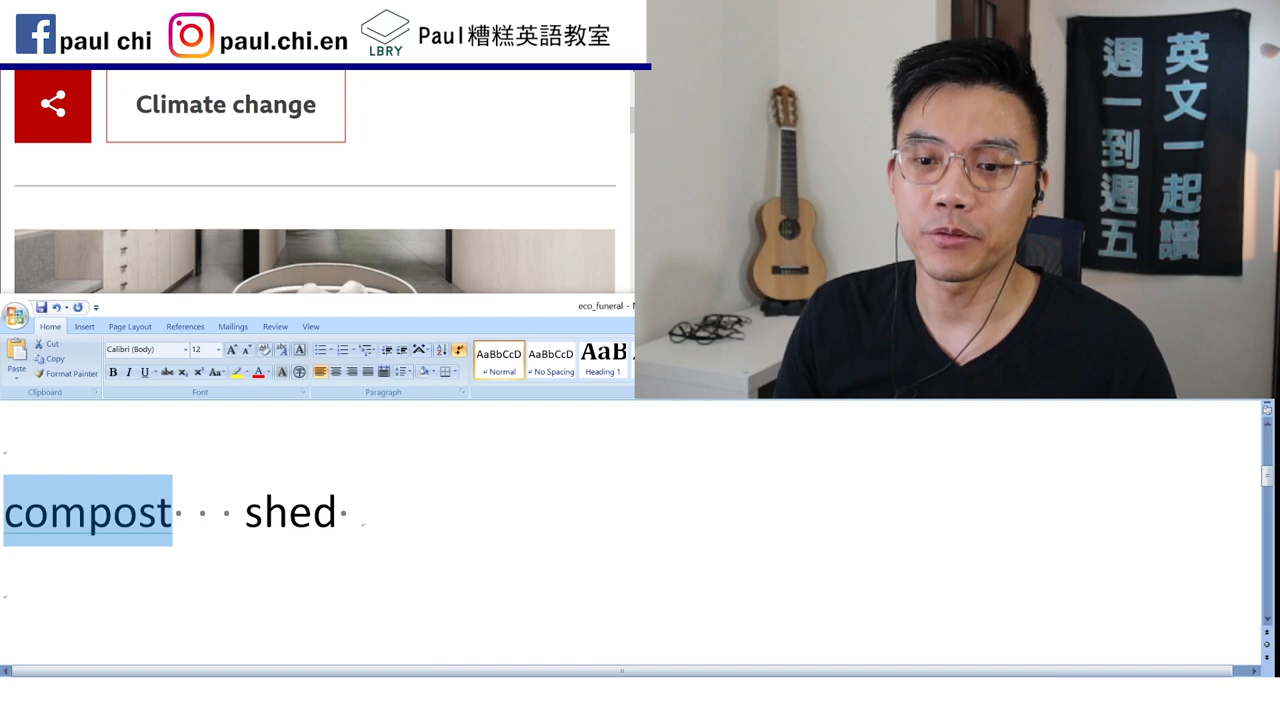 paul chi
paul.chi.en
LBRY
Paul糟糕英語教室
Climate change
英文一起讀
週一到週五
eco_funeral -
Home Insert Page Layout References Mailings Review View
Paste
Cut
Copy
Format Painter
Clipboard
Calibri (Body) 12
Font
Paragraph
AaBbCcD
Normal
AaBbCcD
No Spacing
AaB
Heading 1
compost shed